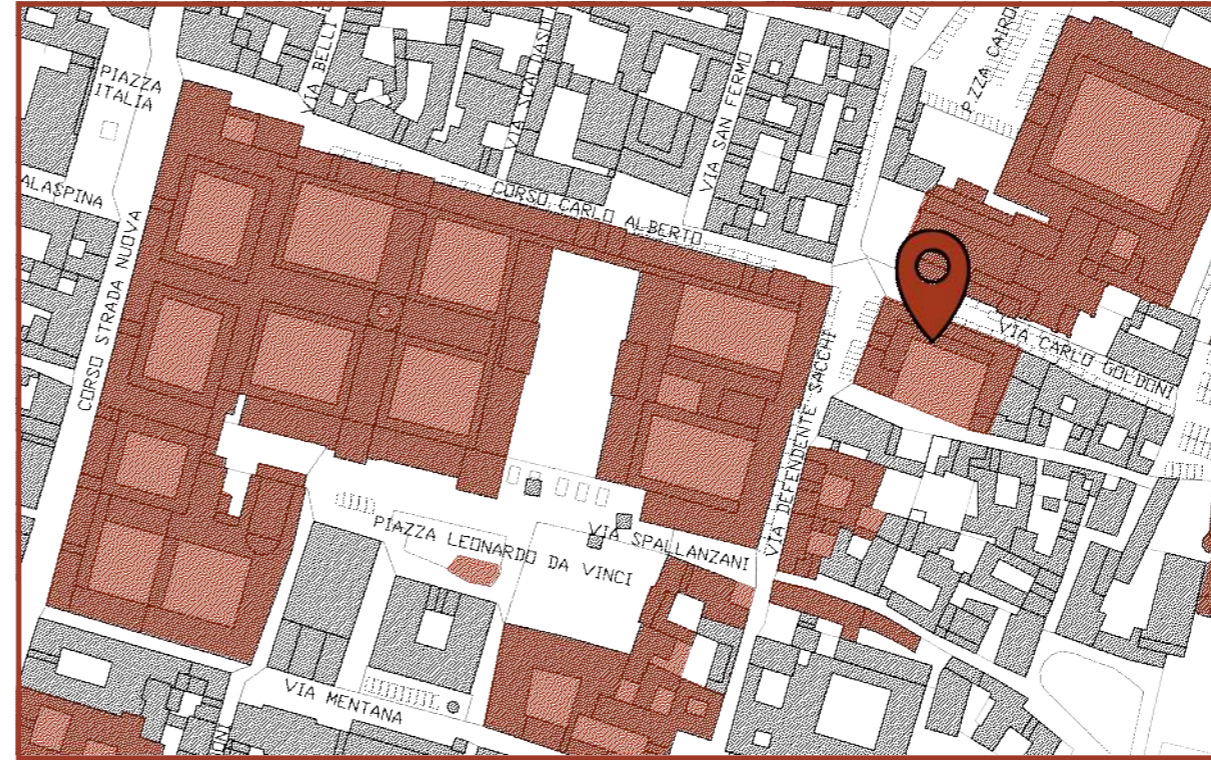 PIAZZA
ITALIA
VIA BELLI
VIA SCALDASOLE
VIA SAN FERMO
P.ZZA CAIROLI
ALASPINA
CORSO STRADA NUOVA
CORSO CARLO ALBERTO
VIA CARLO GOLDONI
VIA DEFENDENTE SACCHI
PIAZZA LEONARDO DA VINCI
VIA SPALLANZANI
VIA MENTANA